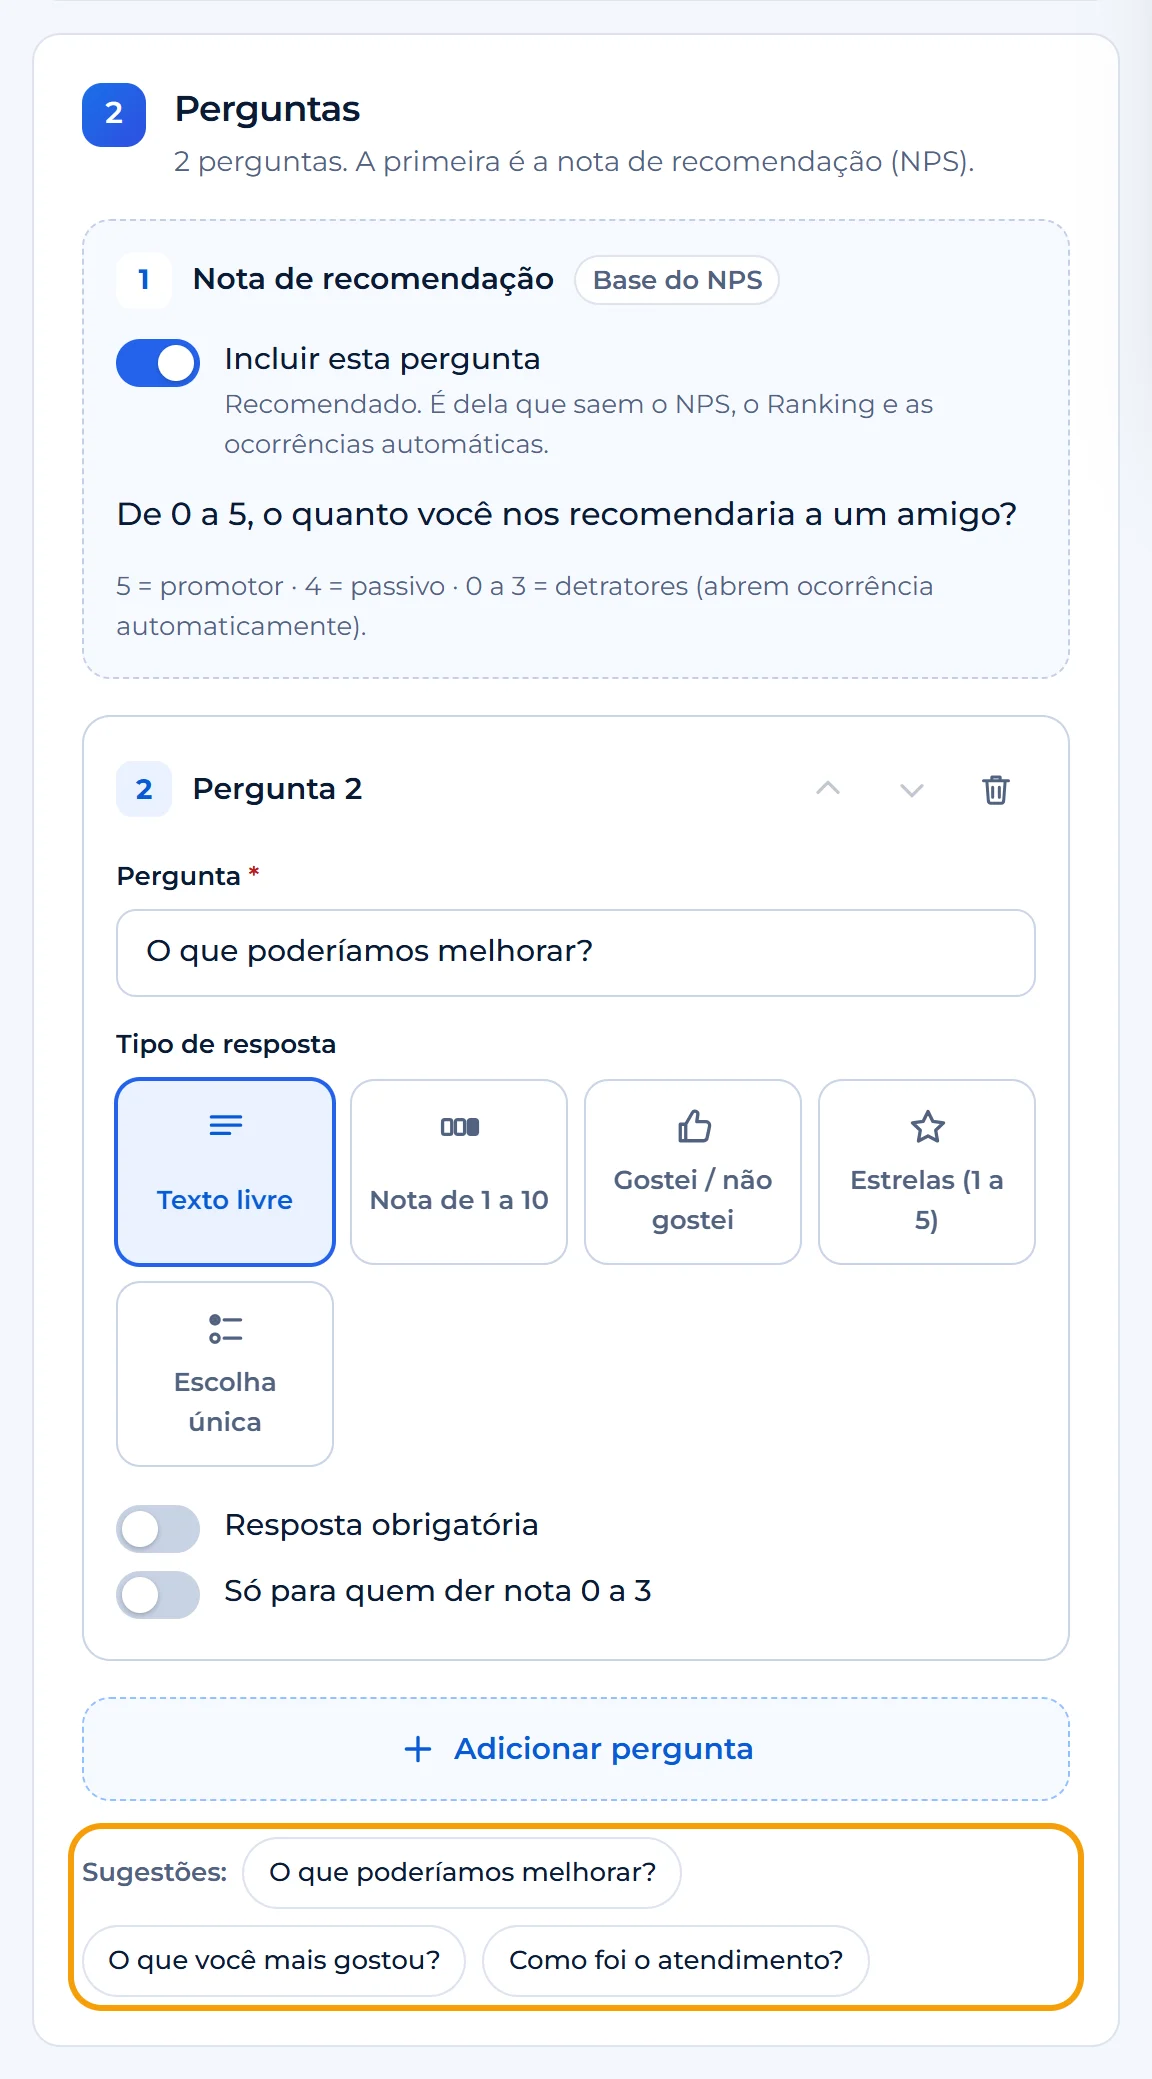 2
Perguntas
2 perguntas. A primeira é a nota de recomendação (NPS).
1
Nota de recomendação
Base do NPS
Incluir esta pergunta
Recomendado. É dela que saem o NPS, o Ranking e as
ocorrências automáticas.
De 0 a 5, o quanto você nos recomendaria a um amigo?
5 = promotor · 4 = passivo · 0 a 3 = detratores (abrem ocorrência
automaticamente).
2
Pergunta 2
Pergunta *
O que poderíamos melhorar?
Tipo de resposta
Texto livre
Nota de 1 a 10
Gostei / não
gostei
Estrelas (1 a
5)
Escolha
única
Resposta obrigatória
Só para quem der nota 0 a 3
+ Adicionar pergunta
Sugestões:
O que poderíamos melhorar?
O que você mais gostou?
Como foi o atendimento?